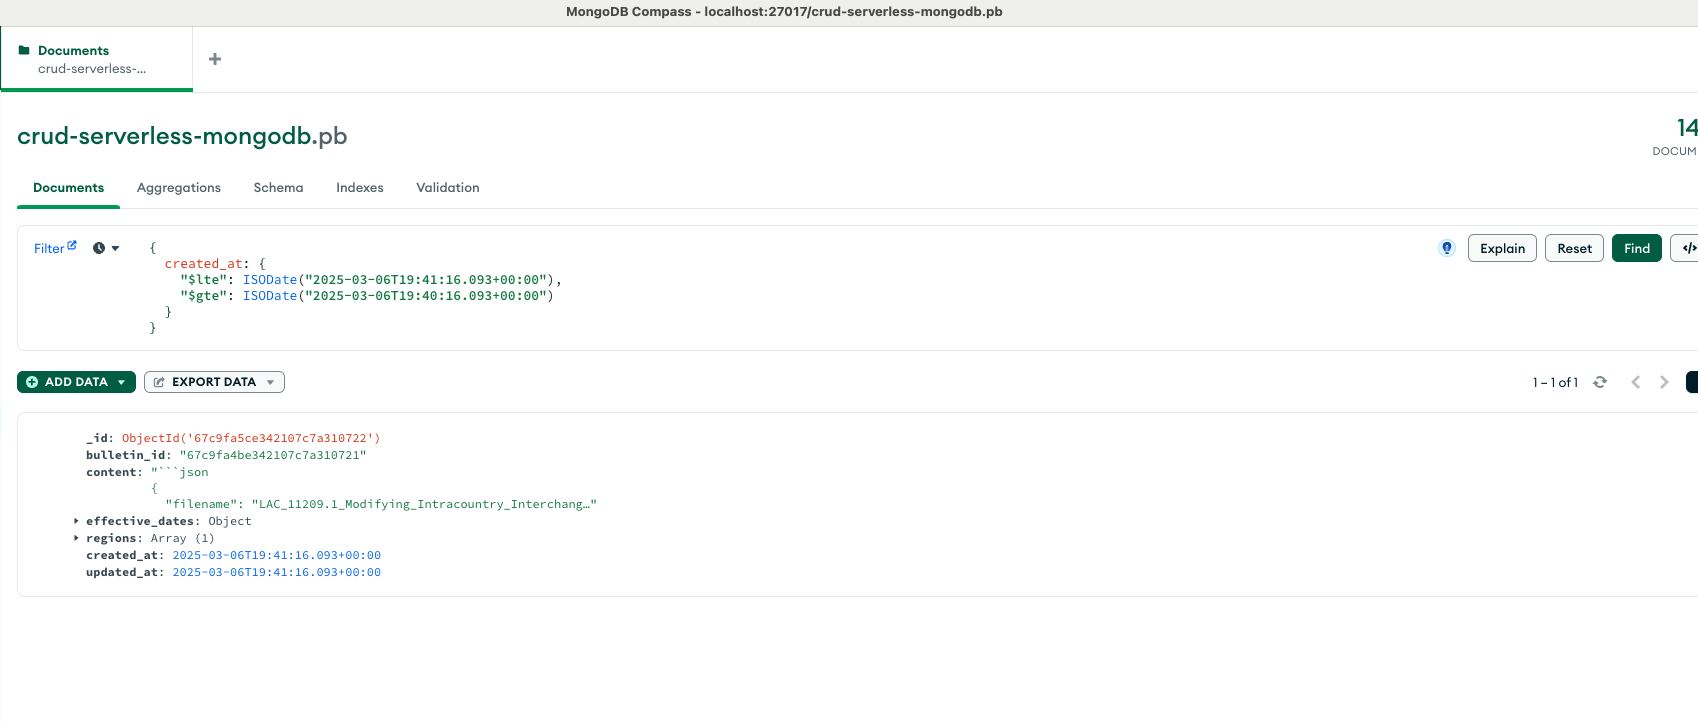 MongoDB Compass - localhost:27017/crud-serverless-mongodb.pb
Documents
crud-serverless-...
crud-serverless-mongodb.pb
14
DOCUM
Documents Aggregations Schema Indexes Validation
Filter { Explain Reset Find </>
created_at: {
"$lte": ISODate("2025-03-06T19:41:16.093+00:00"),
"$gte": ISODate("2025-03-06T19:40:16.093+00:00")
}
}
ADD DATA EXPORT DATA 1 – 1 of 1
_id: ObjectId('67c9fa5ce342107c7a310722')
bulletin_id: "67c9fa4be342107c7a310721"
content: "```json
{
"filename": "LAC_11209.1_Modifying_Intracountry_Interchang…"
effective_dates: Object
regions: Array (1)
created_at: 2025-03-06T19:41:16.093+00:00
updated_at: 2025-03-06T19:41:16.093+00:00